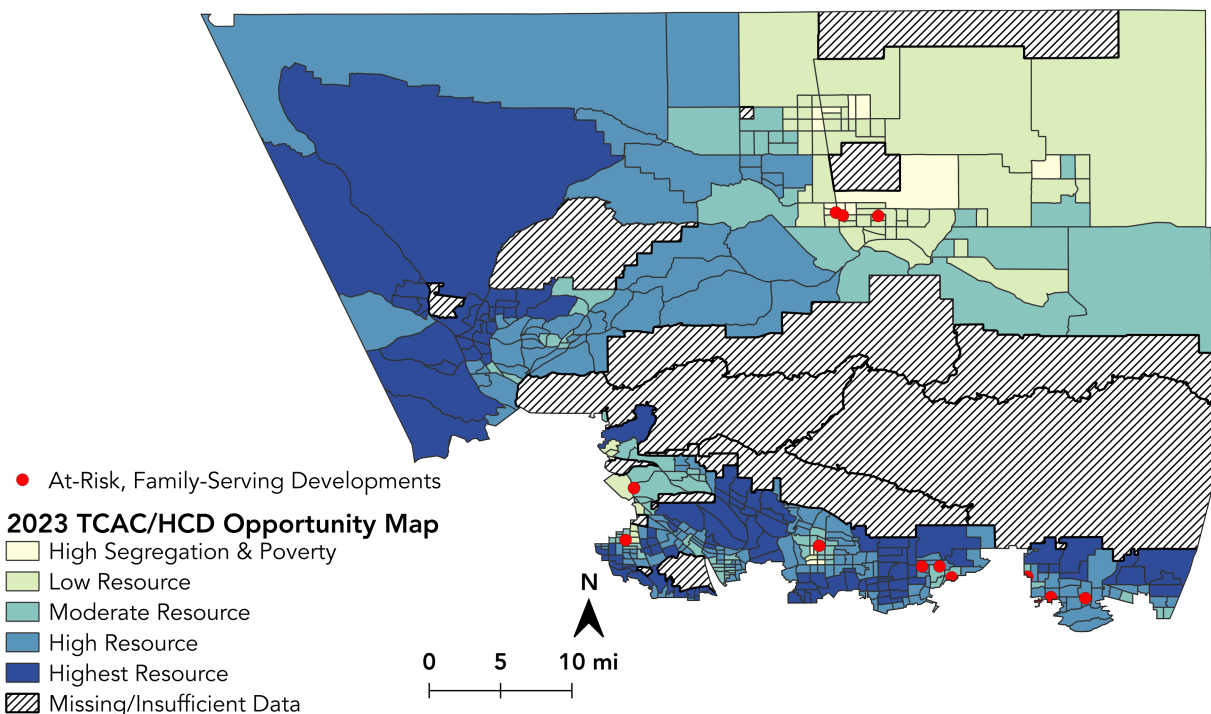 At-Risk, Family-Serving Developments
2023 TCAC/HCD Opportunity Map
High Segregation & Poverty
Low Resource
Moderate Resource
High Resource
Highest Resource
Missing/Insufficient Data
N
0 5 10 mi